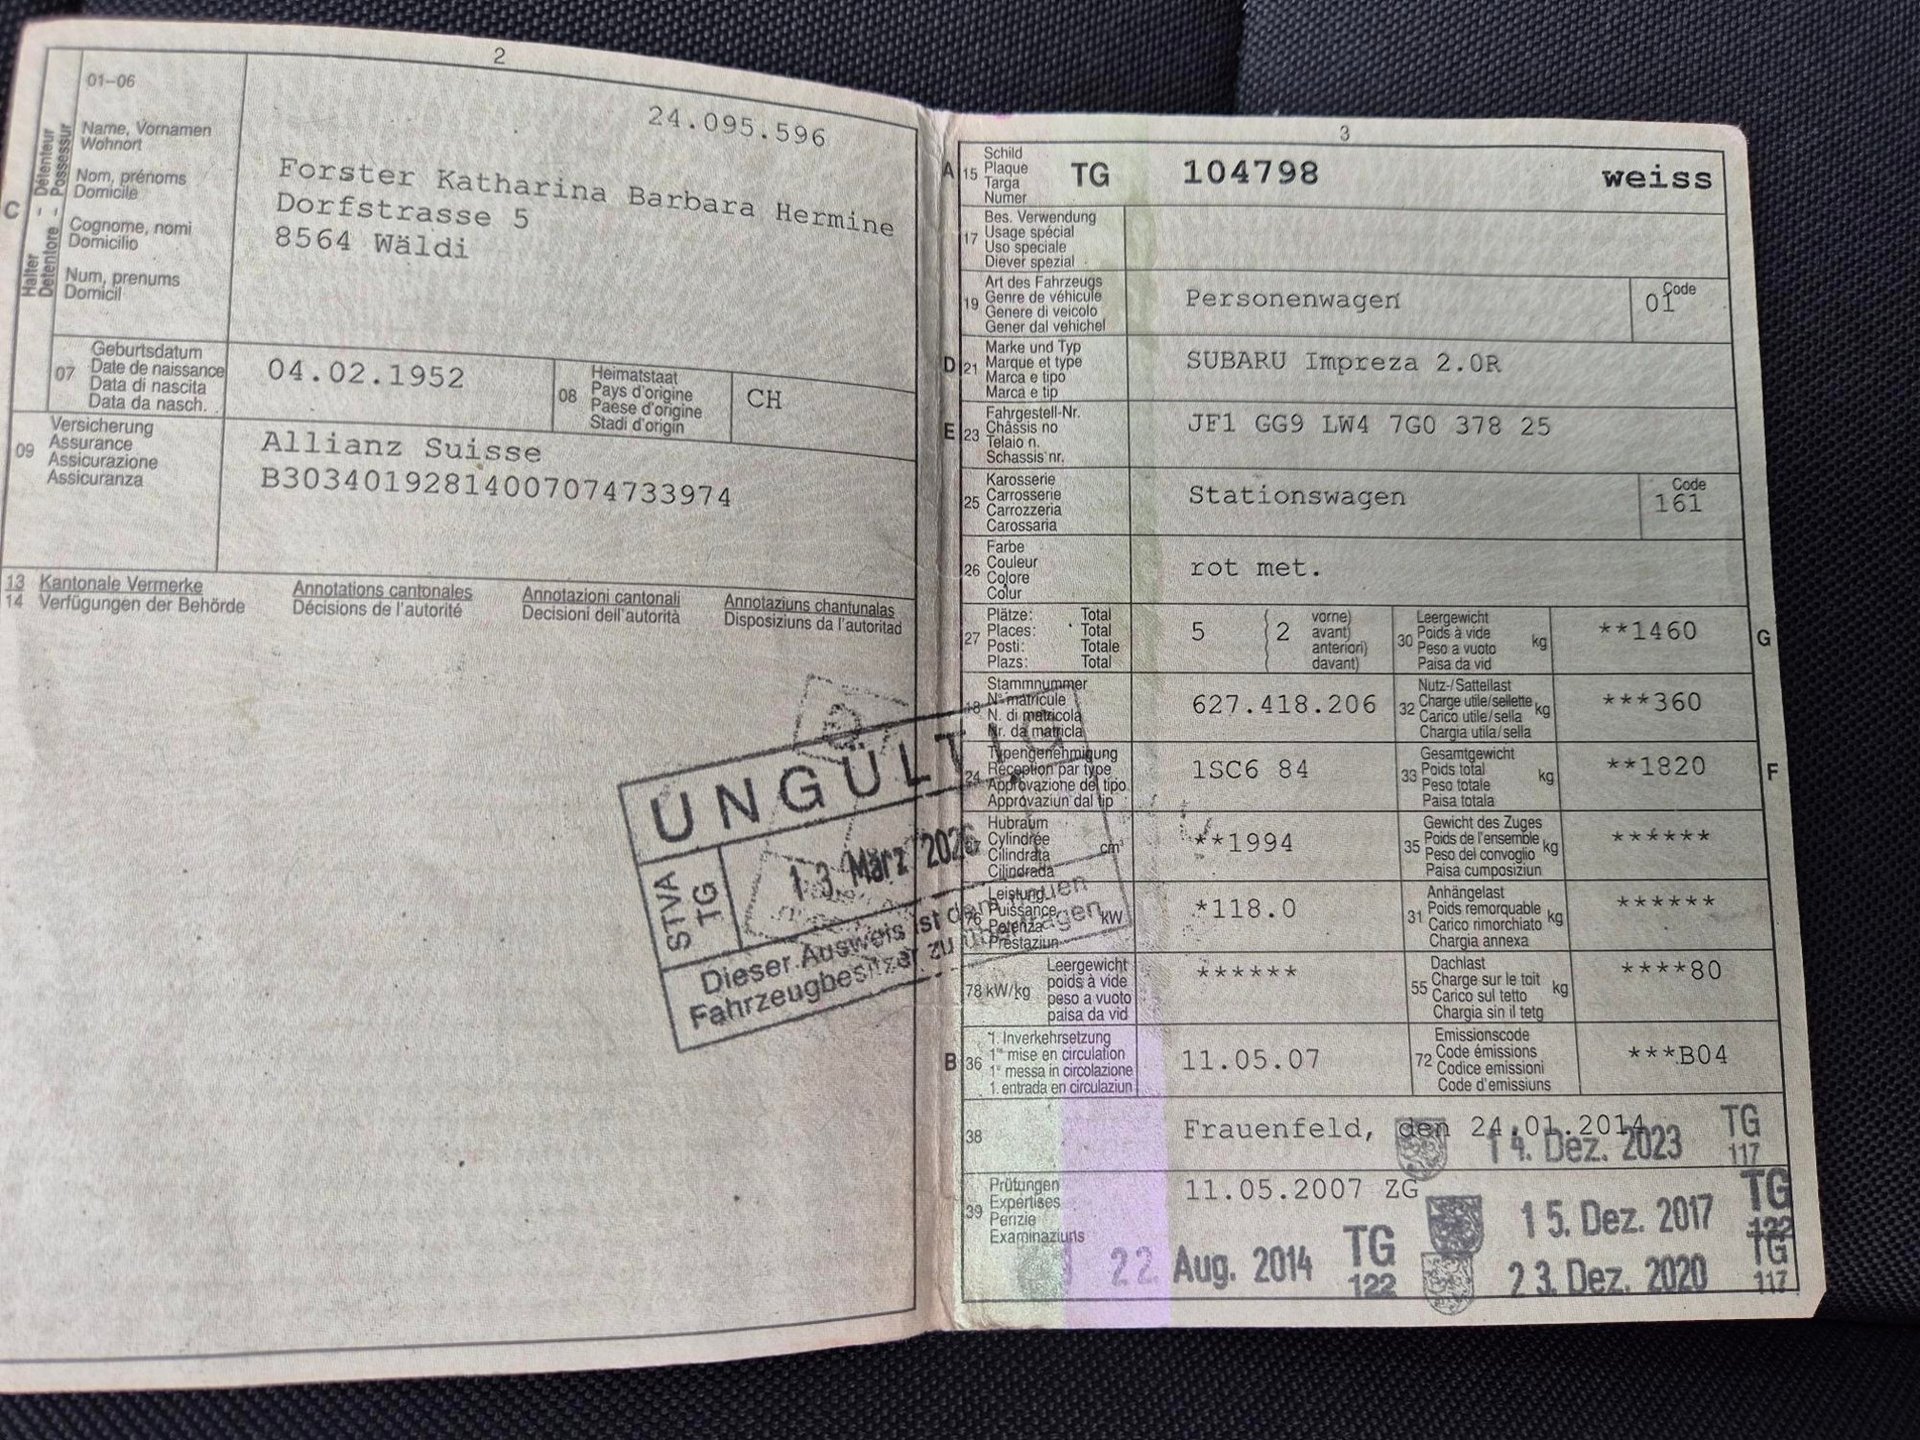 2
01–06
24.095.596
C
Halter – Détenteur
Detentore – Possessur
Name, Vornamen
Wohnort
Nom, prénoms
Domicile
Cognome, nomi
Domicilio
Num, prenums
Domicil
Forster Katharina Barbara Hermine
Dorfstrasse 5
8564 Wäldi
07
Geburtsdatum
Date de naissance
Data di nascita
Data da nasch.
04.02.1952
08
Heimatstaat
Pays d'origine
Paese d'origine
Stadi d'origin
CH
09
Versicherung
Assurance
Assicurazione
Assicuranza
Allianz Suisse
B303401928140070747339​74
13 Kantonale Vermerke Annotations cantonales Annotazioni cantonali Annotaziuns chantunalas
14 Verfügungen der Behörde Décisions de l'autorité Decisioni dell'autorità Disposiziuns da l'autoritad
UNGÜLTIG
STVA
TG
13. März 2026
Dieser Ausweis ist dem neuen
Fahrzeugbesitzer zu übertragen
3
A 15
Schild
Plaque
Targa
Numer
TG 104798 weiss
17
Bes. Verwendung
Usage spécial
Uso speciale
Diever spezial
19
Art des Fahrzeugs
Genre de véhicule
Genere di veicolo
Gener dal vehichel
Personenwagen
Code
01
D 21
Marke und Typ
Marque et type
Marca e tipo
Marca e tip
SUBARU Impreza 2.0R
E 23
Fahrgestell-Nr.
Châssis no
Telaio n.
Schassis nr.
JF1 GG9 LW4 7G0 378 25
25
Karosserie
Carrosserie
Carrozzeria
Carossaria
Stationswagen
Code
161
26
Farbe
Couleur
Colore
Colur
rot met.
27
Plätze: Total
Places: Total
Posti: Totale
Plazs: Total
5 ( 2
vorne)
avant)
anteriori)
davant)
30
Leergewicht
Poids à vide
Peso a vuoto
Paisa da vid
kg
**1460
G
18
Stammnummer
N° matricule
N. di matricola
Nr. da matricla
627.418.206
32
Nutz-/Sattellast
Charge utile/sellette
Carico utile/sella
Chargia utila/sella
kg
***360
24
Typengenehmigung
Réception par type
Approvazione del tipo
Approvaziun dal tip
1SC6 84
33
Gesamtgewicht
Poids total
Peso totale
Paisa totala
kg
**1820
F
37
Hubraum
Cylindrée
Cilindrata
Cilindrada
cm³
**1994
35
Gewicht des Zuges
Poids de l'ensemble
Peso del convoglio
Paisa cumposiziun
kg
******
76
Leistung
Puissance
Potenza
Prestaziun
kW
*118.0
31
Anhängelast
Poids remorquable
Carico rimorchiato
Chargia annexa
kg
******
78 kW/kg
Leergewicht
poids à vide
peso a vuoto
paisa da vid
******
55
Dachlast
Charge sur le toit
Carico sul tetto
Chargia sin il tetg
kg
****80
B 36
1. Inverkehrsetzung
1re mise en circulation
1a messa in circolazione
1. entrada en circulaziun
11.05.07
72
Emissionscode
Code émissions
Codice emissioni
Code d'emissiuns
***B04
38
Frauenfeld, den 24.01.2014
14. Dez. 2023 TG
117
39
Prüfungen
Expertises
Perizie
Examinaziuns
11.05.2007 ZG
15. Dez. 2017 TG
122
22. Aug. 2014 TG
122
23. Dez. 2020 TG
117